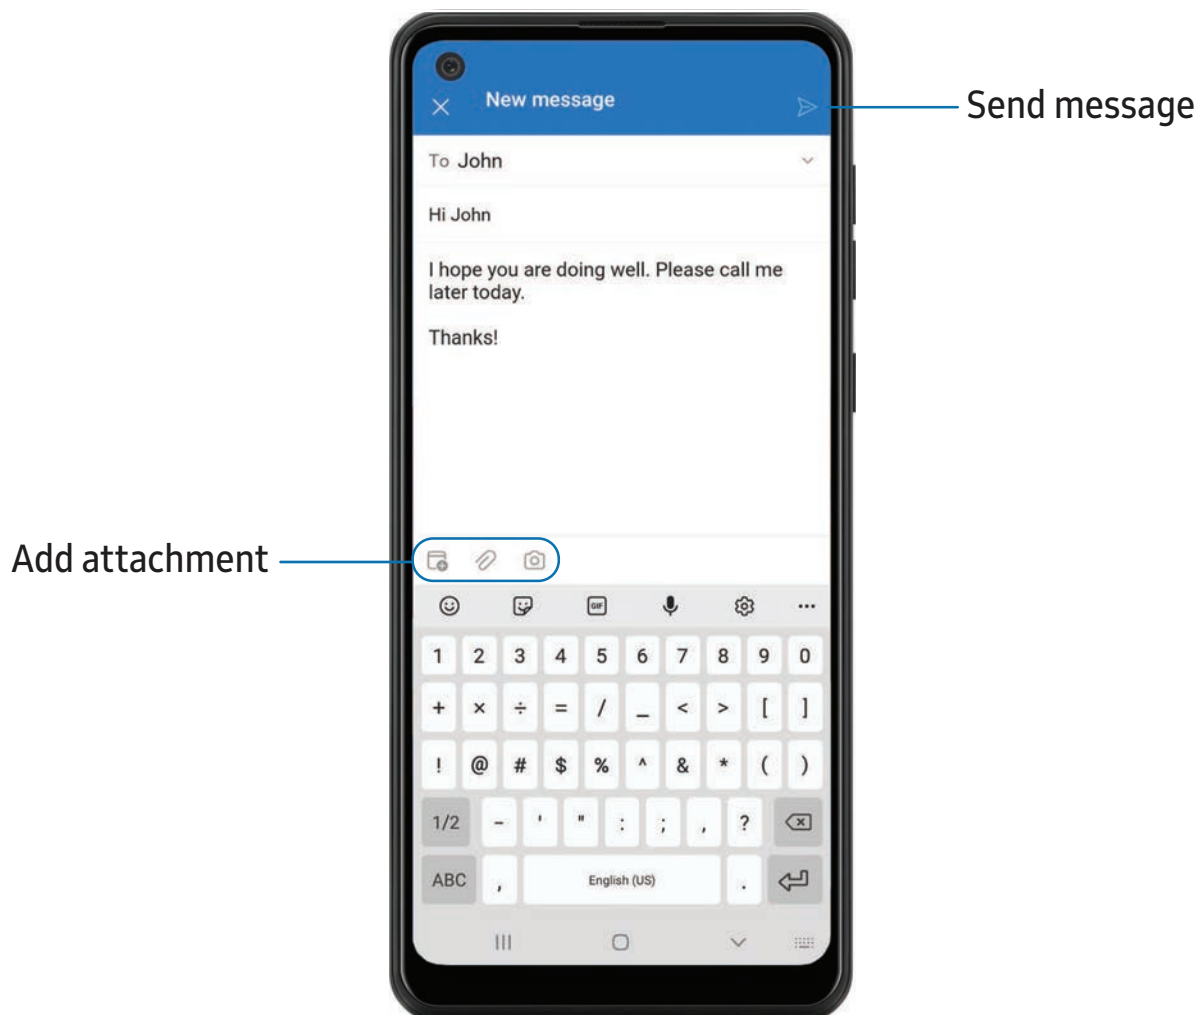 New message
Send message
To John
Hi John
I hope you are doing well. Please call me
later today.
Thanks!
Add attachment
GIF
1 2 3 4 5 6 7 8 9 0
+ × ÷ = / _ < > [ ]
! @ # $ % ^ & * ( )
1/2 - ' " : ; , ?
ABC , English (US) .